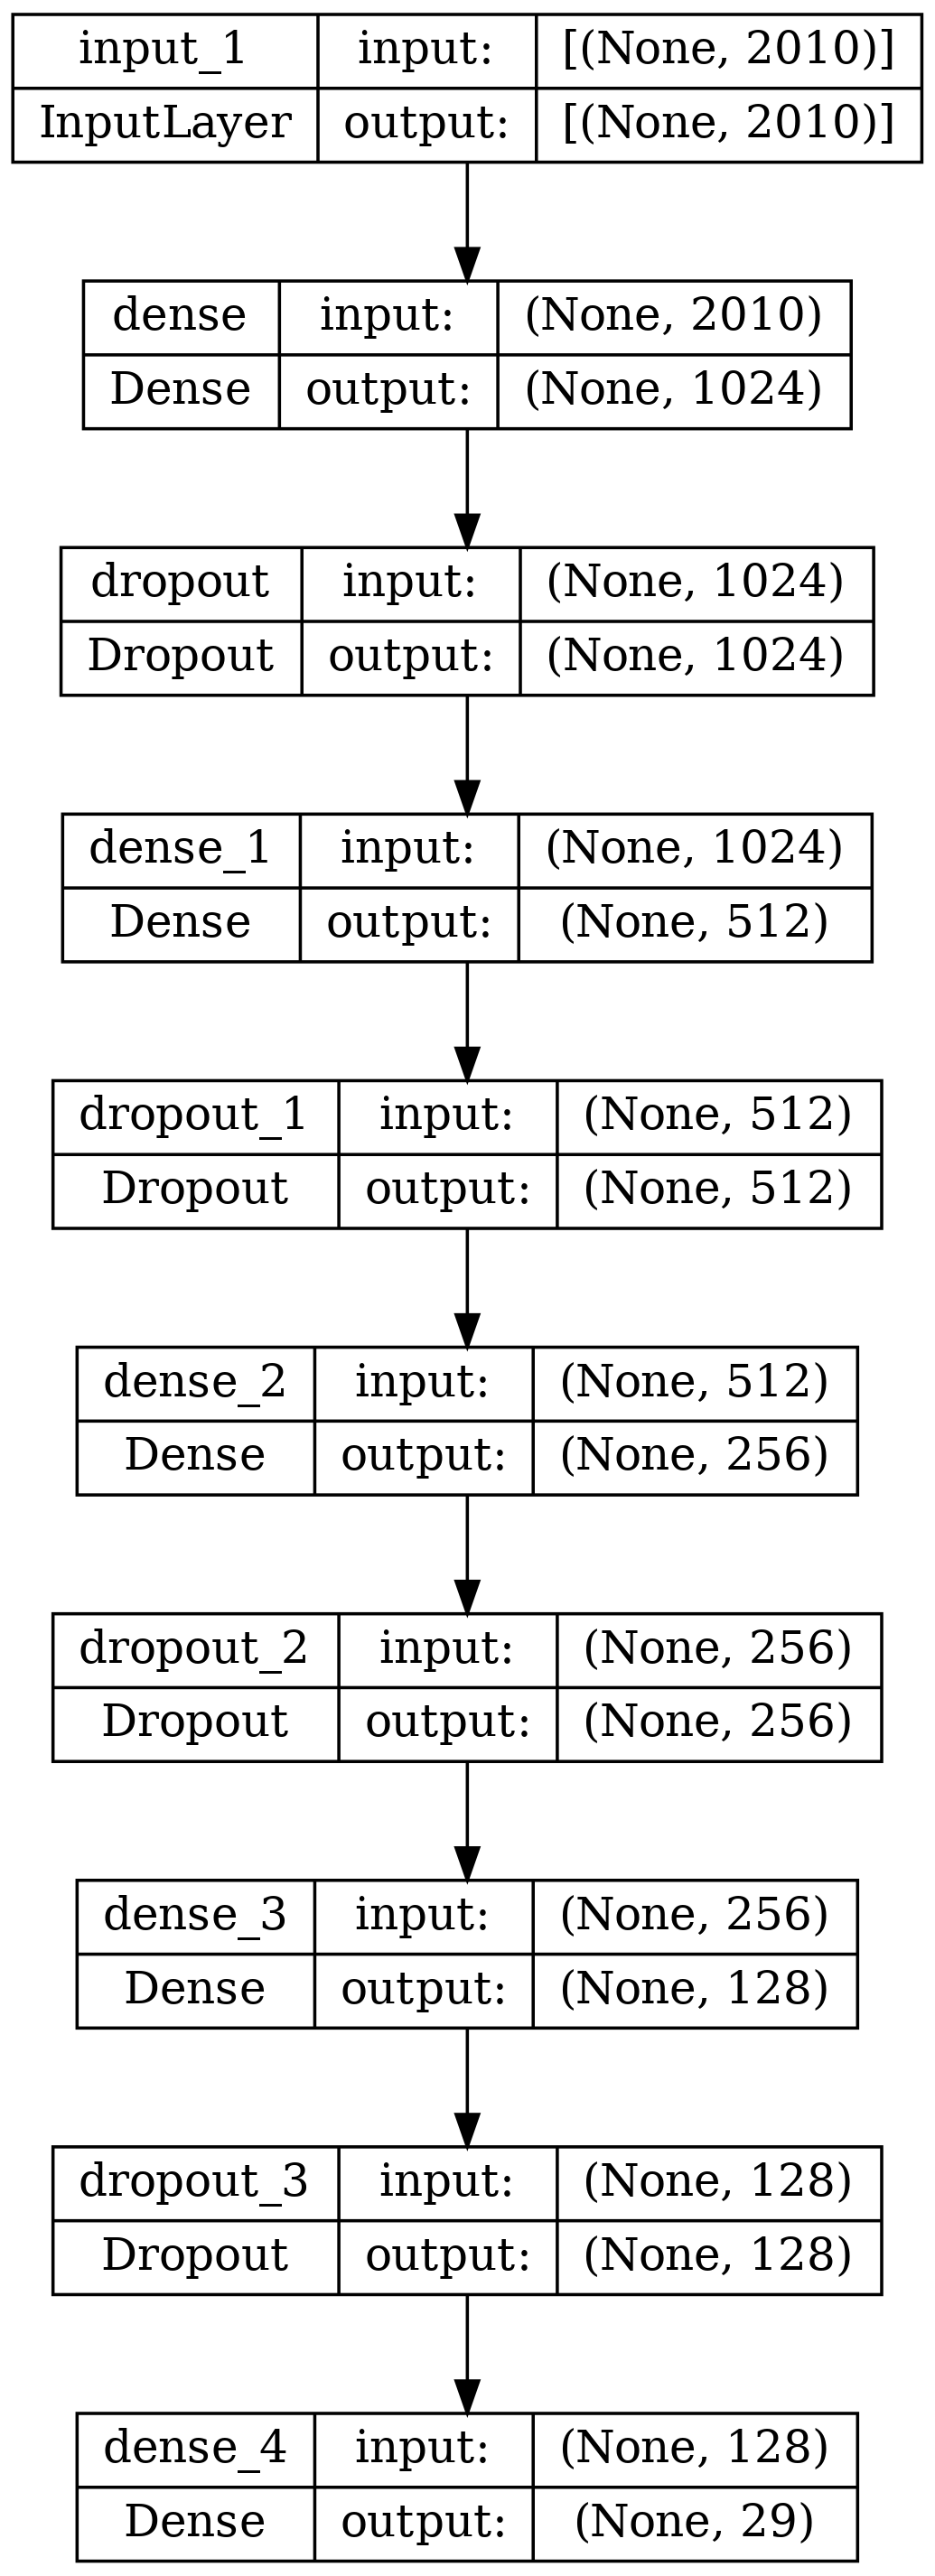 input_1 input: [(None, 2010)]
InputLayer output: [(None, 2010)]
dense input: (None, 2010)
Dense output: (None, 1024)
dropout input: (None, 1024)
Dropout output: (None, 1024)
dense_1 input: (None, 1024)
Dense output: (None, 512)
dropout_1 input: (None, 512)
Dropout output: (None, 512)
dense_2 input: (None, 512)
Dense output: (None, 256)
dropout_2 input: (None, 256)
Dropout output: (None, 256)
dense_3 input: (None, 256)
Dense output: (None, 128)
dropout_3 input: (None, 128)
Dropout output: (None, 128)
dense_4 input: (None, 128)
Dense output: (None, 29)